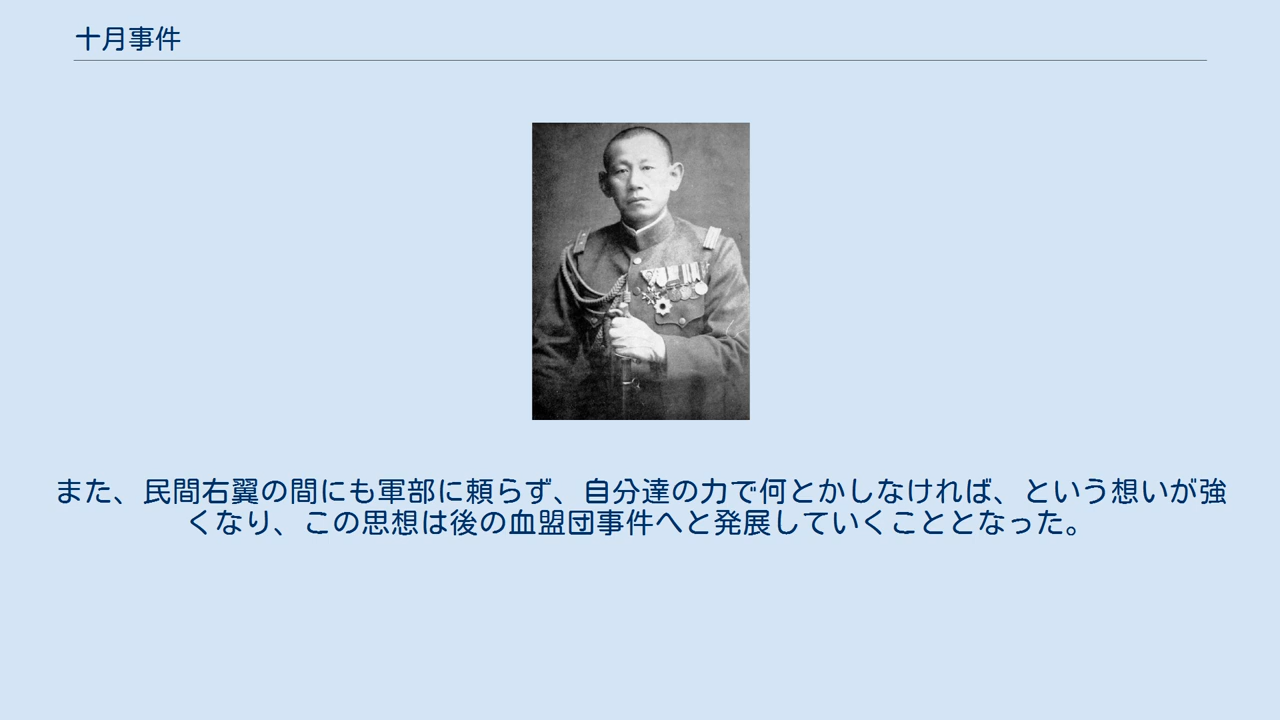 十月事件
また、民間右翼の間にも軍部に頼らず、自分達の力で何とかしなければ、という想いが強
くなり、この思想は後の血盟団事件へと発展していくこととなった。